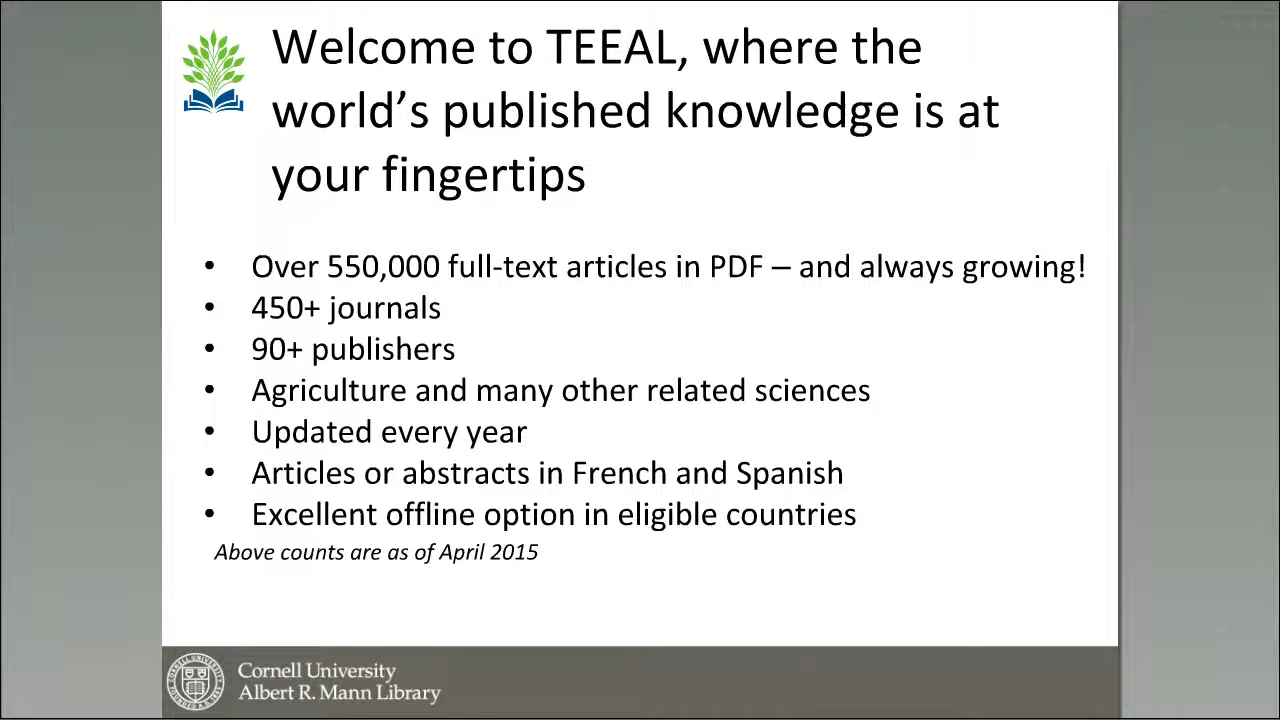 Welcome to TEEAL, where the
world’s published knowledge is at
your fingertips
• Over 550,000 full-text articles in PDF – and always growing!
• 450+ journals
• 90+ publishers
• Agriculture and many other related sciences
• Updated every year
• Articles or abstracts in French and Spanish
• Excellent offline option in eligible countries
Above counts are as of April 2015
Cornell University
Albert R. Mann Library